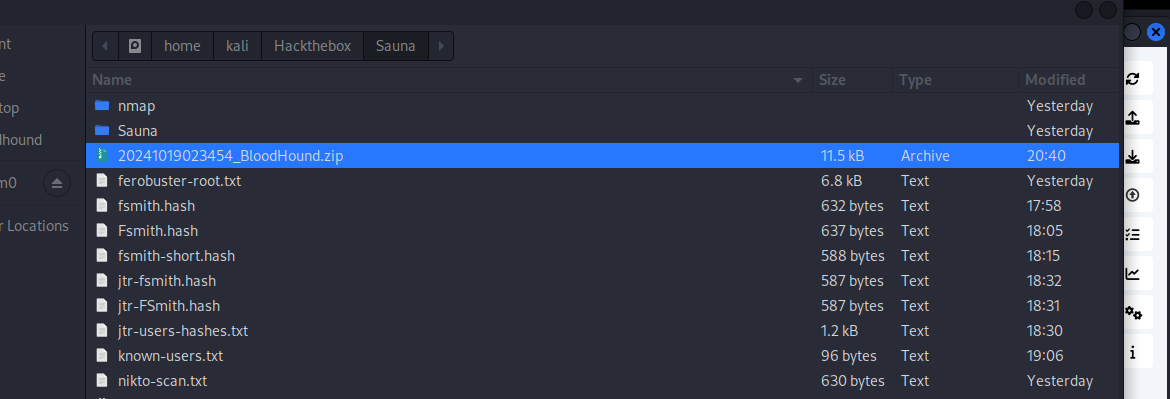 home kali Hackthebox Sauna
Name Size Type Modified
nmap Yesterday
Sauna Yesterday
20241019023454_BloodHound.zip 11.5 kB Archive 20:40
ferobuster-root.txt 6.8 kB Text Yesterday
fsmith.hash 632 bytes Text 17:58
Fsmith.hash 637 bytes Text 18:05
fsmith-short.hash 588 bytes Text 18:15
jtr-fsmith.hash 587 bytes Text 18:32
jtr-FSmith.hash 587 bytes Text 18:31
jtr-users-hashes.txt 1.2 kB Text 18:30
known-users.txt 96 bytes Text 19:06
nikto-scan.txt 630 bytes Text Yesterday
nt
e
top
lhound
m0
r Locations